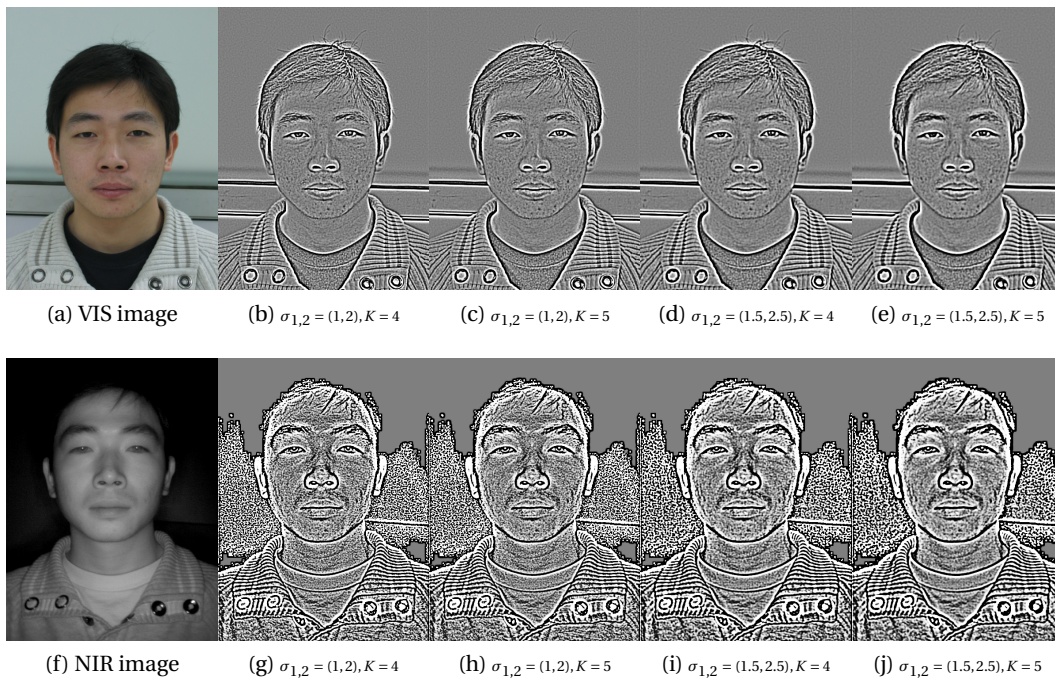 (a) VIS image (b) σ1,2 = (1,2), K = 4 (c) σ1,2 = (1,2), K = 5 (d) σ1,2 = (1.5,2.5), K = 4 (e) σ1,2 = (1.5,2.5), K = 5
(f) NIR image (g) σ1,2 = (1,2), K = 4 (h) σ1,2 = (1,2), K = 5 (i) σ1,2 = (1.5,2.5), K = 4 (j) σ1,2 = (1.5,2.5), K = 5